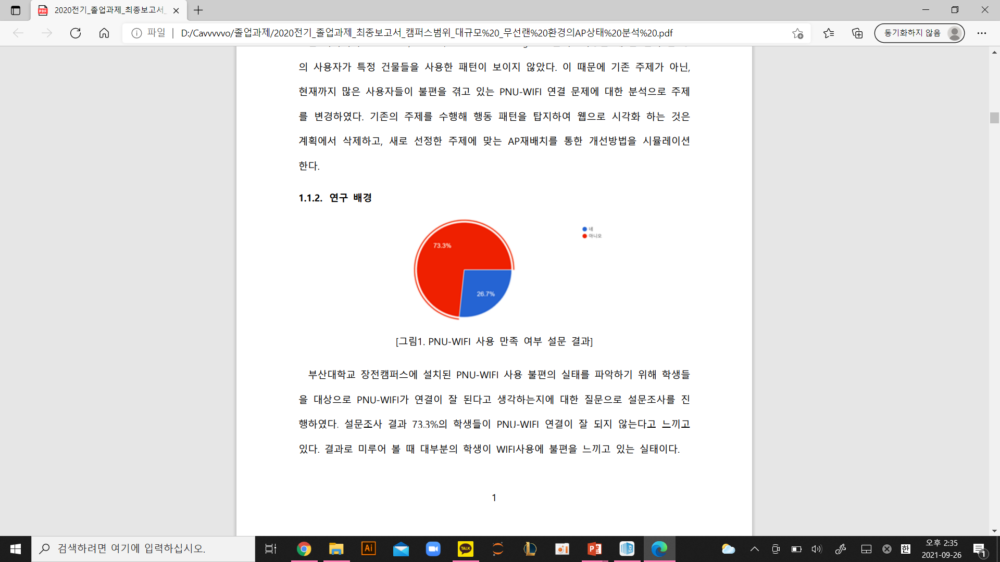 2020전기_졸업과제_최종보고서_
파일
D:/Cavvvvvo/졸업과제/2020전기_졸업과제_최종보고서_캠퍼스범위_대규모%20_무선랜%20환경의AP상태%20분석%20.pdf
동기화하지 않음
의 사용자가 특정 건물들을 사용한 패턴이 보이지 않았다. 이 때문에 기존 주제가 아닌,
현재까지 많은 사용자들이 불편을 겪고 있는 PNU-WIFI 연결 문제에 대한 분석으로 주제
를 변경하였다. 기존의 주제를 수행해 행동 패턴을 탐지하여 웹으로 시각화 하는 것은
계획에서 삭제하고, 새로 선정한 주제에 맞는 AP재배치를 통한 개선방법을 시뮬레이션
한다.
1.1.2. 연구 배경
네
아니오
73.3%
26.7%
[그림1. PNU-WIFI 사용 만족 여부 설문 결과]
부산대학교 장전캠퍼스에 설치된 PNU-WIFI 사용 불편의 실태를 파악하기 위해 학생들
을 대상으로 PNU-WIFI가 연결이 잘 된다고 생각하는지에 대한 질문으로 설문조사를 진
행하였다. 설문조사 결과 73.3%의 학생들이 PNU-WIFI 연결이 잘 되지 않는다고 느끼고
있다. 결과로 미루어 볼 때 대부분의 학생이 WIFI사용에 불편을 느끼고 있는 실태이다.
1
검색하려면 여기에 입력하십시오.
Ai
TALK
한
오후 2:35
2021-09-26
1